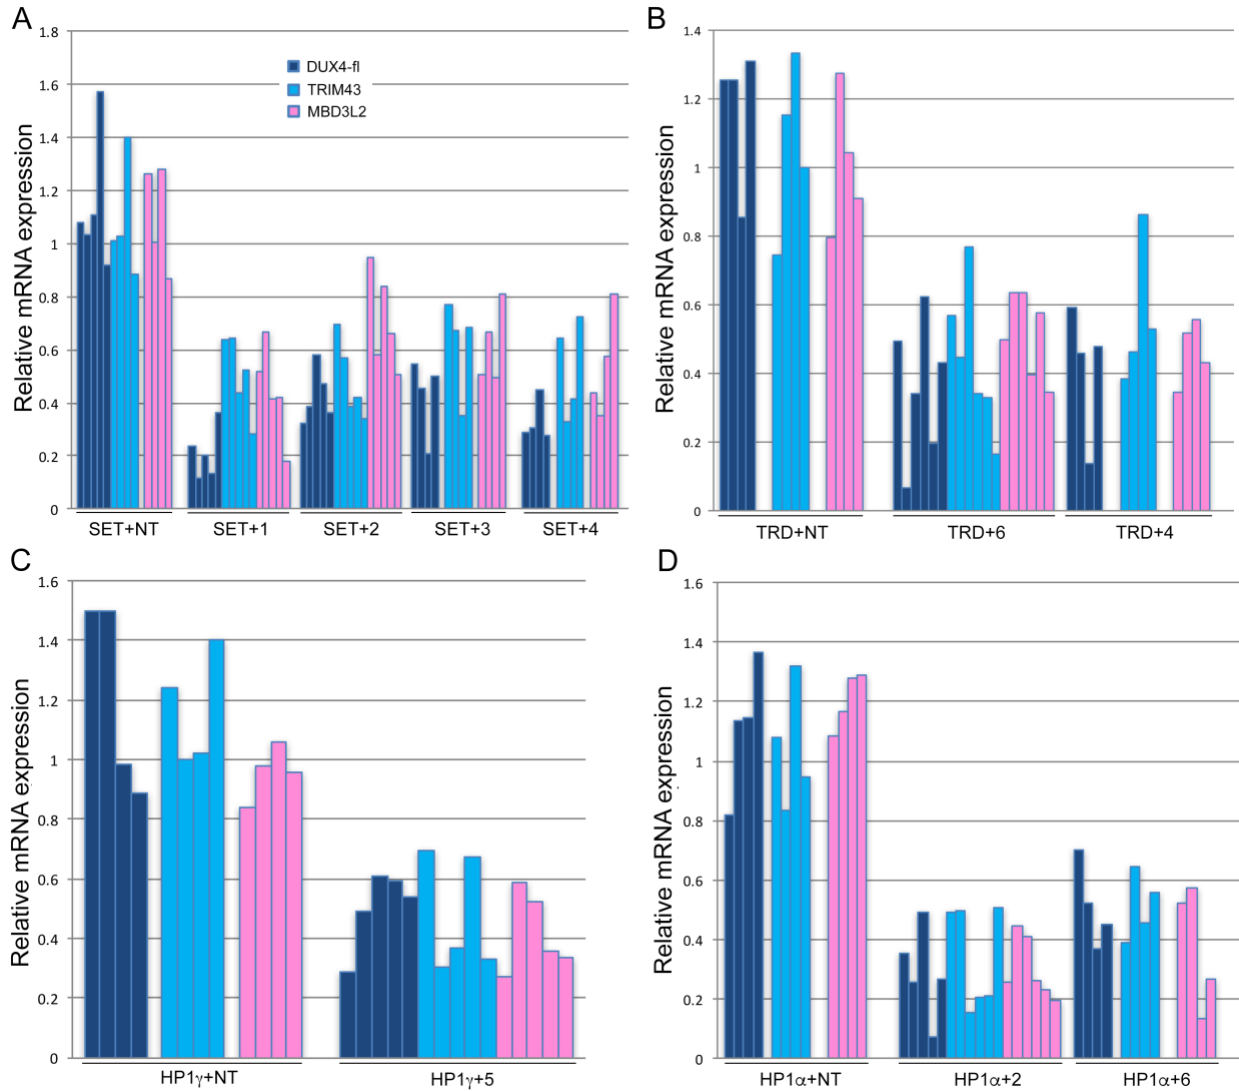 A
Relative mRNA expression
1.8
1.6
1.4
1.2
1
0.8
0.6
0.4
0.2
0
DUX4-fl
TRIM43
MBD3L2
SET+NT
SET+1
SET+2
SET+3
SET+4
B
Relative mRNA expression
1.4
1.2
1
0.8
0.6
0.4
0.2
0
TRD+NT
TRD+6
TRD+4
C
Relative mRNA expression
1.6
1.4
1.2
1
0.8
0.6
0.4
0.2
0
HP1γ+NT
HP1γ+5
D
Relative mRNA expression
1.6
1.4
1.2
1
0.8
0.6
0.4
0.2
0
HP1α+NT
HP1α+2
HP1α+6